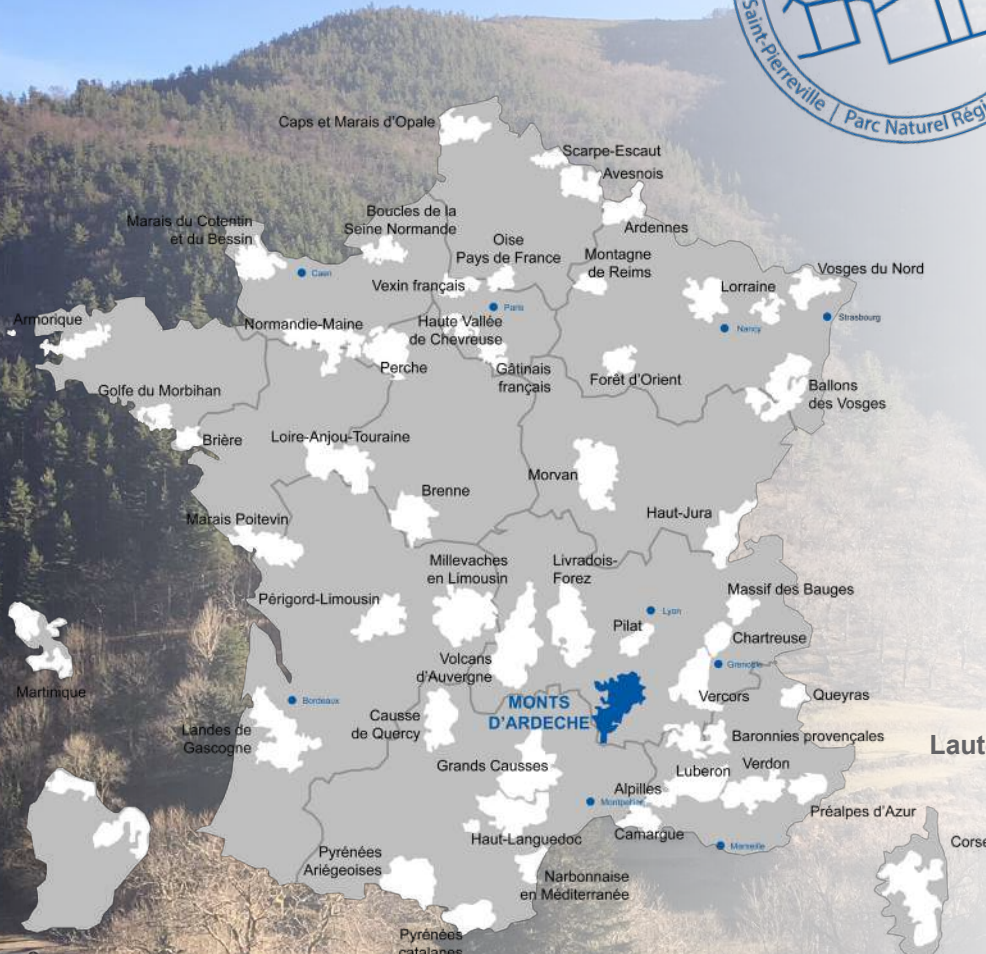 Saint-Pierreville | Parc Naturel
Caps et Marais d'Opale
Scarpe-Escaut
Avesnois
Ardennes
Marais du Cotentin
et du Bessin
Boucles de la
Seine Normande
Oise
Pays de France
Montagne
de Reims
Vosges du Nord
Lorraine
Caen
Vexin français
Paris
Strasbourg
Nancy
Armorique
Normandie-Maine
Haute Vallée
de Chevreuse
Perche
Gâtinais
français
Forêt d'Orient
Ballons
des Vosges
Golfe du Morbihan
Brière
Loire-Anjou-Touraine
Morvan
Brenne
Haut-Jura
Marais Poitevin
Millevaches
en Limousin
Livradois-
Forez
Massif des Bauges
Périgord-Limousin
Lyon
Pilat
Chartreuse
Volcans
d'Auvergne
Grenoble
Martinique
Vercors
Queyras
MONTS
D'ARDECHE
Bordeaux
Landes de
Gascogne
Causse
de Quercy
Baronnies provençales
Grands Causses
Luberon
Verdon
Alpilles
Montpellier
Préalpes d'Azur
Haut-Languedoc
Camargue
Marseille
Pyrénées
Ariégeoises
Narbonnaise
en Méditerranée
Pyrénées
catalanes